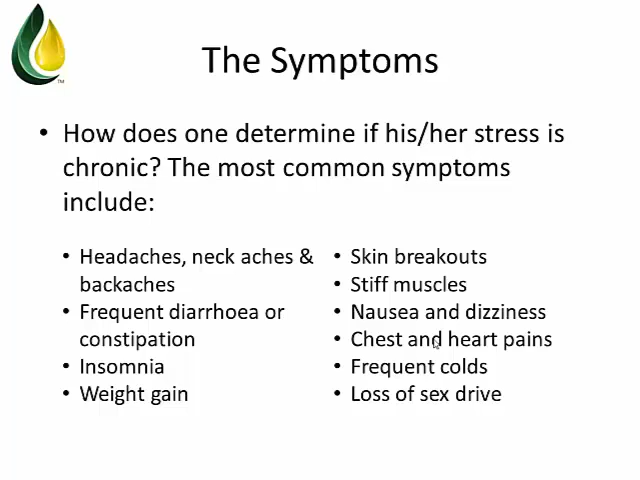 The Symptoms
• How does one determine if his/her stress is
chronic? The most common symptoms
include:
• Headaches, neck aches &
backaches
• Frequent diarrhoea or
constipation
• Insomnia
• Weight gain
• Skin breakouts
• Stiff muscles
• Nausea and dizziness
• Chest and heart pains
• Frequent colds
• Loss of sex drive
TM